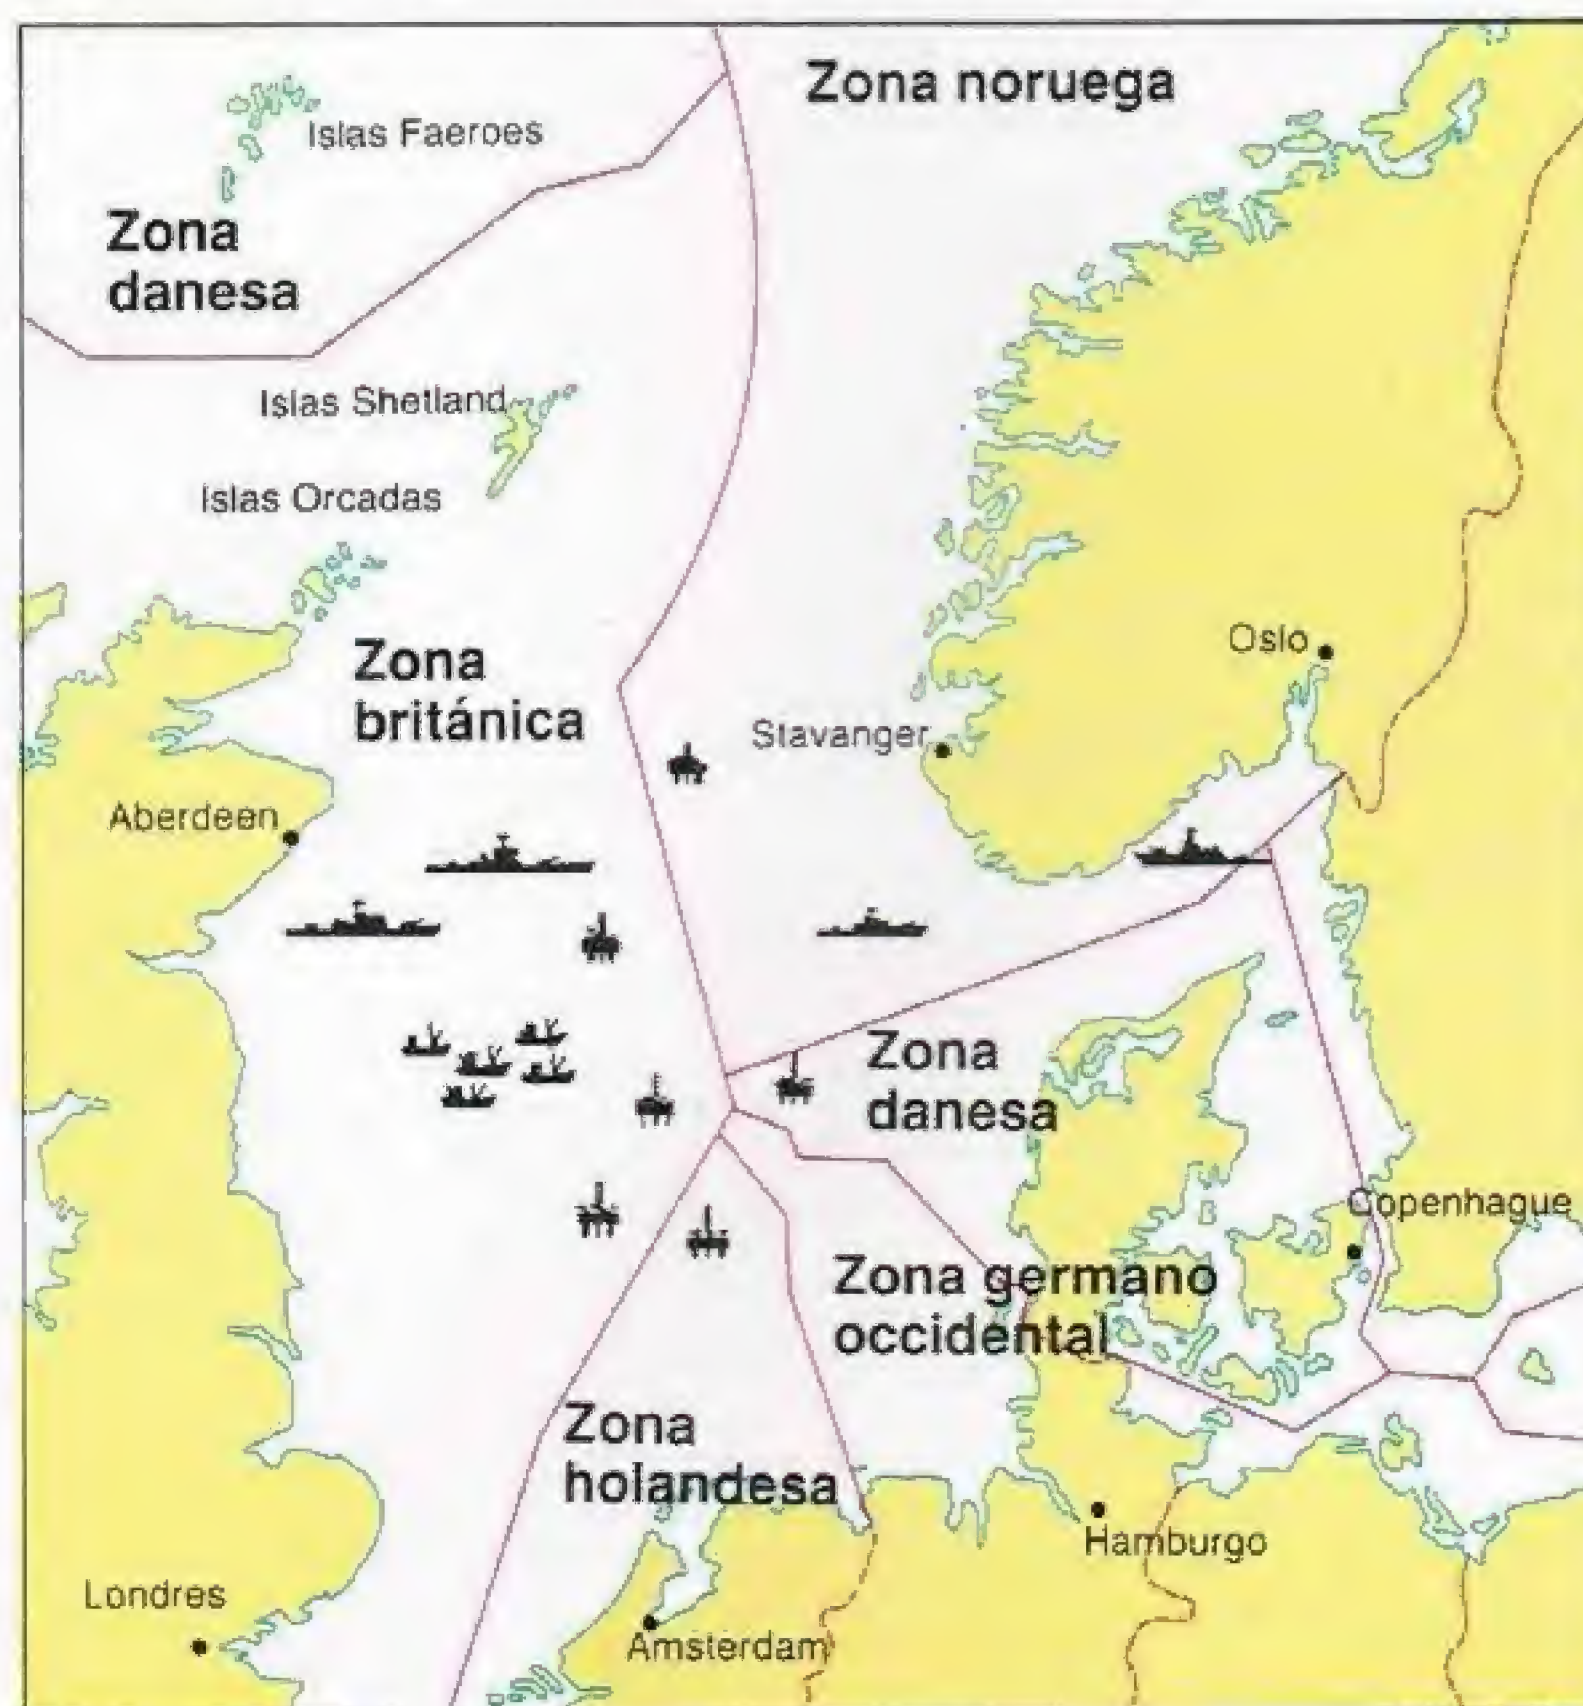 Zona noruega
Islas Faeroes
Zona
danesa
Islas Shetland
Islas Orcadas
Zona
británica
Oslo
Stavanger
Aberdeen
Zona
danesa
Copenhague
Zona germano
occidental
Zona
holandesa
Hamburgo
Londres
Amsterdam